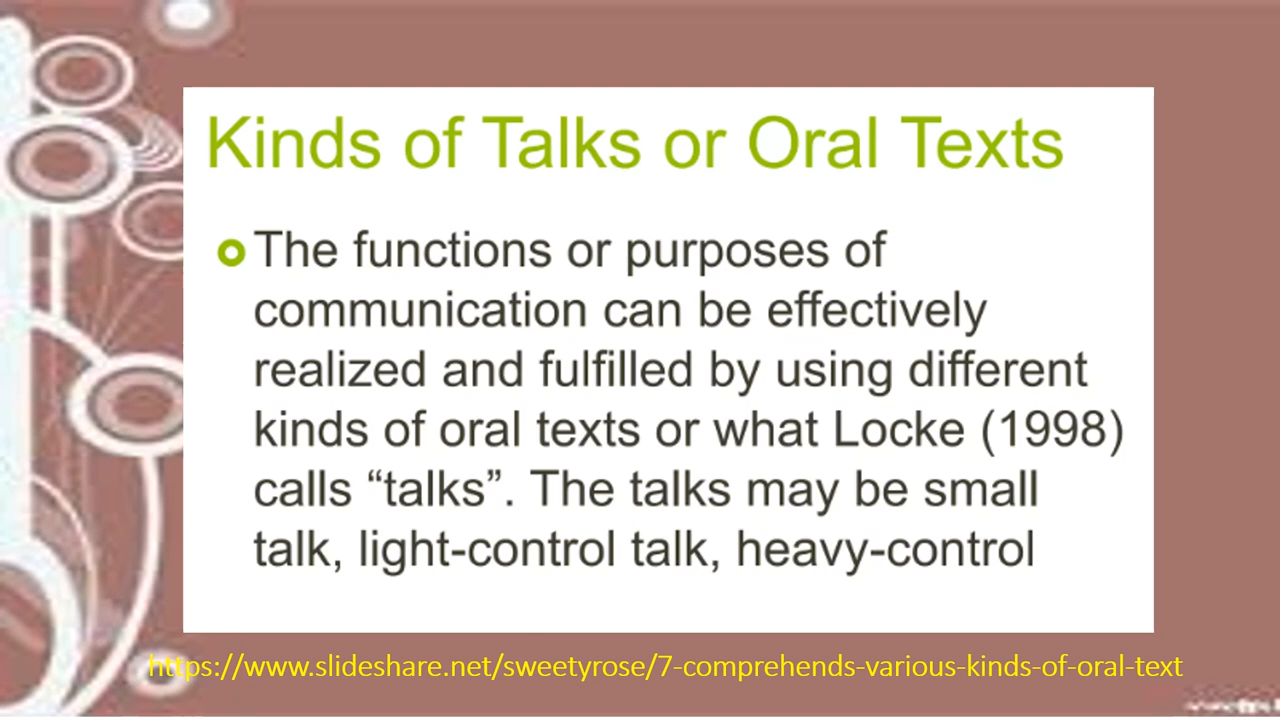 Kinds of Talks or Oral Texts
The functions or purposes of
communication can be effectively
realized and fulfilled by using different
kinds of oral texts or what Locke (1998)
calls “talks”. The talks may be small
talk, light-control talk, heavy-control
https://www.slideshare.net/sweetyrose/7-comprehends-various-kinds-of-oral-text